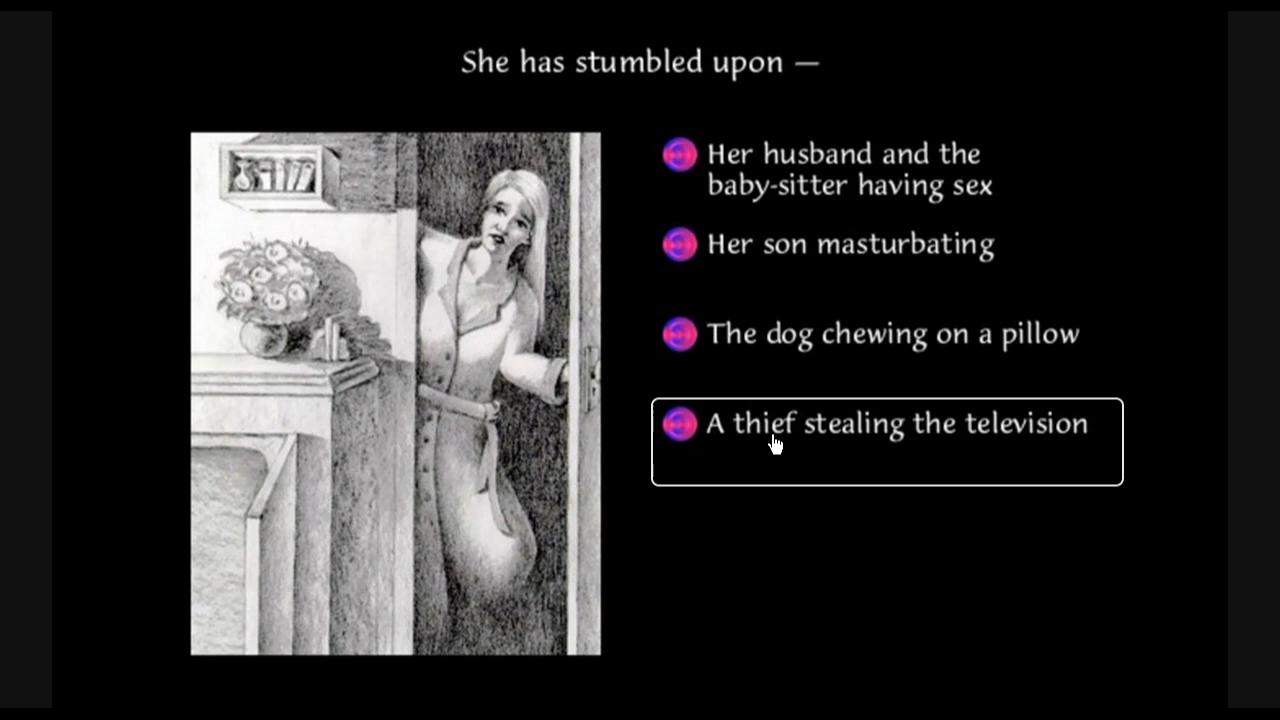 She has stumbled upon —
Her husband and the
baby-sitter having sex
Her son masturbating
The dog chewing on a pillow
A thief stealing the television